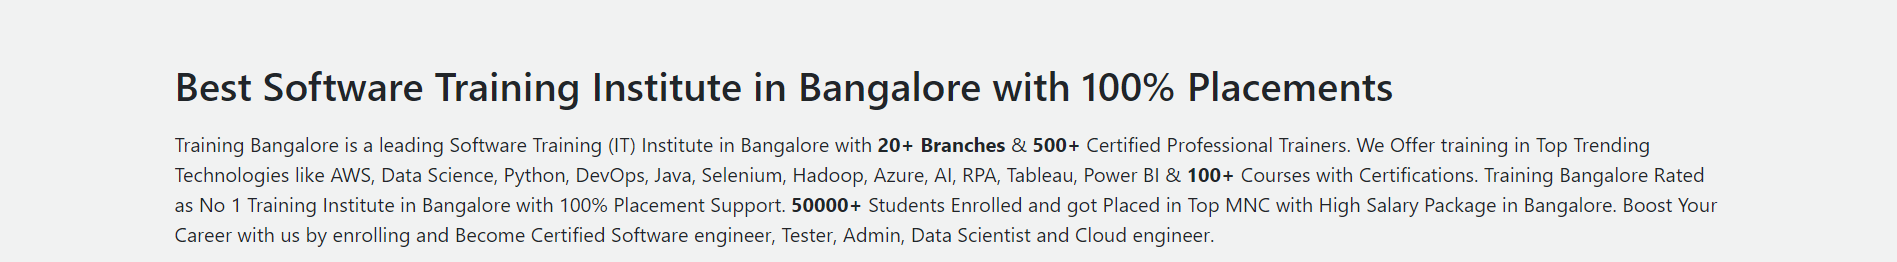 Best Software Training Institute in Bangalore with 100% Placements
Training Bangalore is a leading Software Training (IT) Institute in Bangalore with 20+ Branches & 500+ Certified Professional Trainers. We Offer training in Top Trending
Technologies like AWS, Data Science, Python, DevOps, Java, Selenium, Hadoop, Azure, AI, RPA, Tableau, Power BI & 100+ Courses with Certifications. Training Bangalore Rated
as No 1 Training Institute in Bangalore with 100% Placement Support. 50000+ Students Enrolled and got Placed in Top MNC with High Salary Package in Bangalore. Boost Your
Career with us by enrolling and Become Certified Software engineer, Tester, Admin, Data Scientist and Cloud engineer.